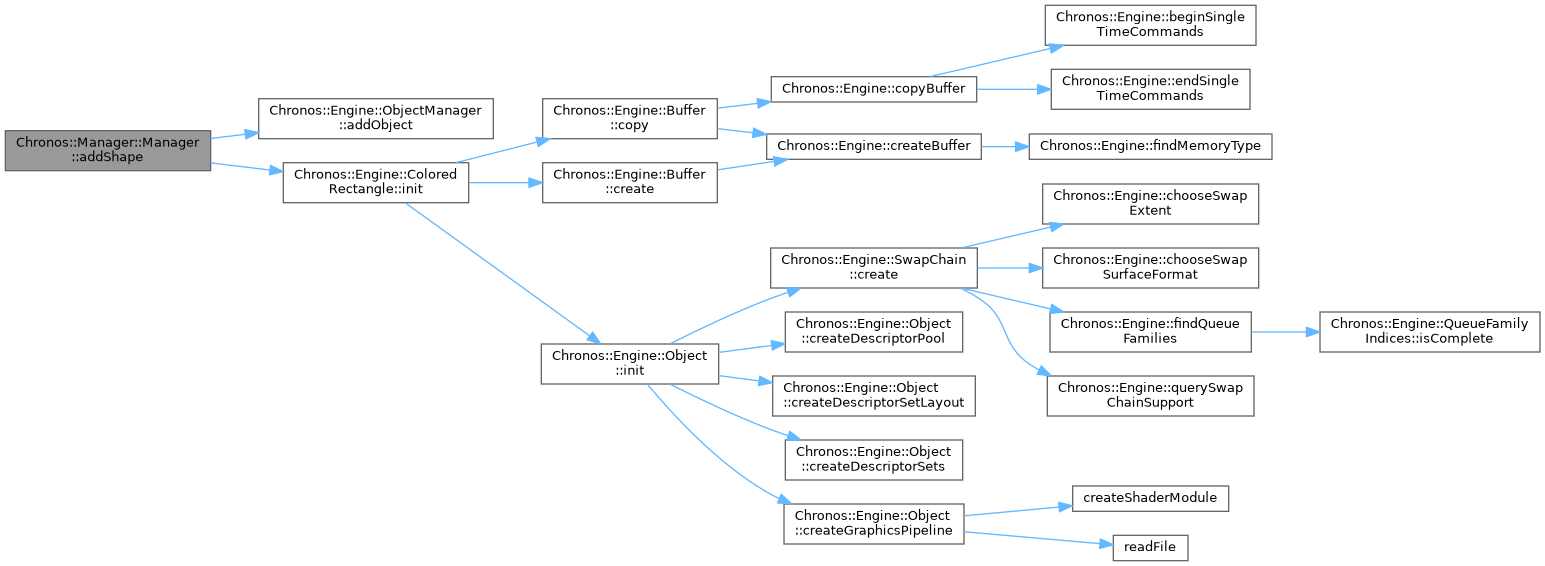 Chronos::Manager::Manager
::addShape
Chronos::Engine::ObjectManager
::addObject
Chronos::Engine::Colored
Rectangle::init
Chronos::Engine::Buffer
::copy
Chronos::Engine::Buffer
::create
Chronos::Engine::Object
::init
Chronos::Engine::copyBuffer
Chronos::Engine::createBuffer
Chronos::Engine::SwapChain
::create
Chronos::Engine::Object
::createDescriptorPool
Chronos::Engine::Object
::createDescriptorSetLayout
Chronos::Engine::Object
::createDescriptorSets
Chronos::Engine::Object
::createGraphicsPipeline
Chronos::Engine::beginSingle
TimeCommands
Chronos::Engine::endSingle
TimeCommands
Chronos::Engine::findMemoryType
Chronos::Engine::chooseSwap
Extent
Chronos::Engine::chooseSwap
SurfaceFormat
Chronos::Engine::findQueue
Families
Chronos::Engine::querySwap
ChainSupport
createShaderModule
readFile
Chronos::Engine::QueueFamily
Indices::isComplete